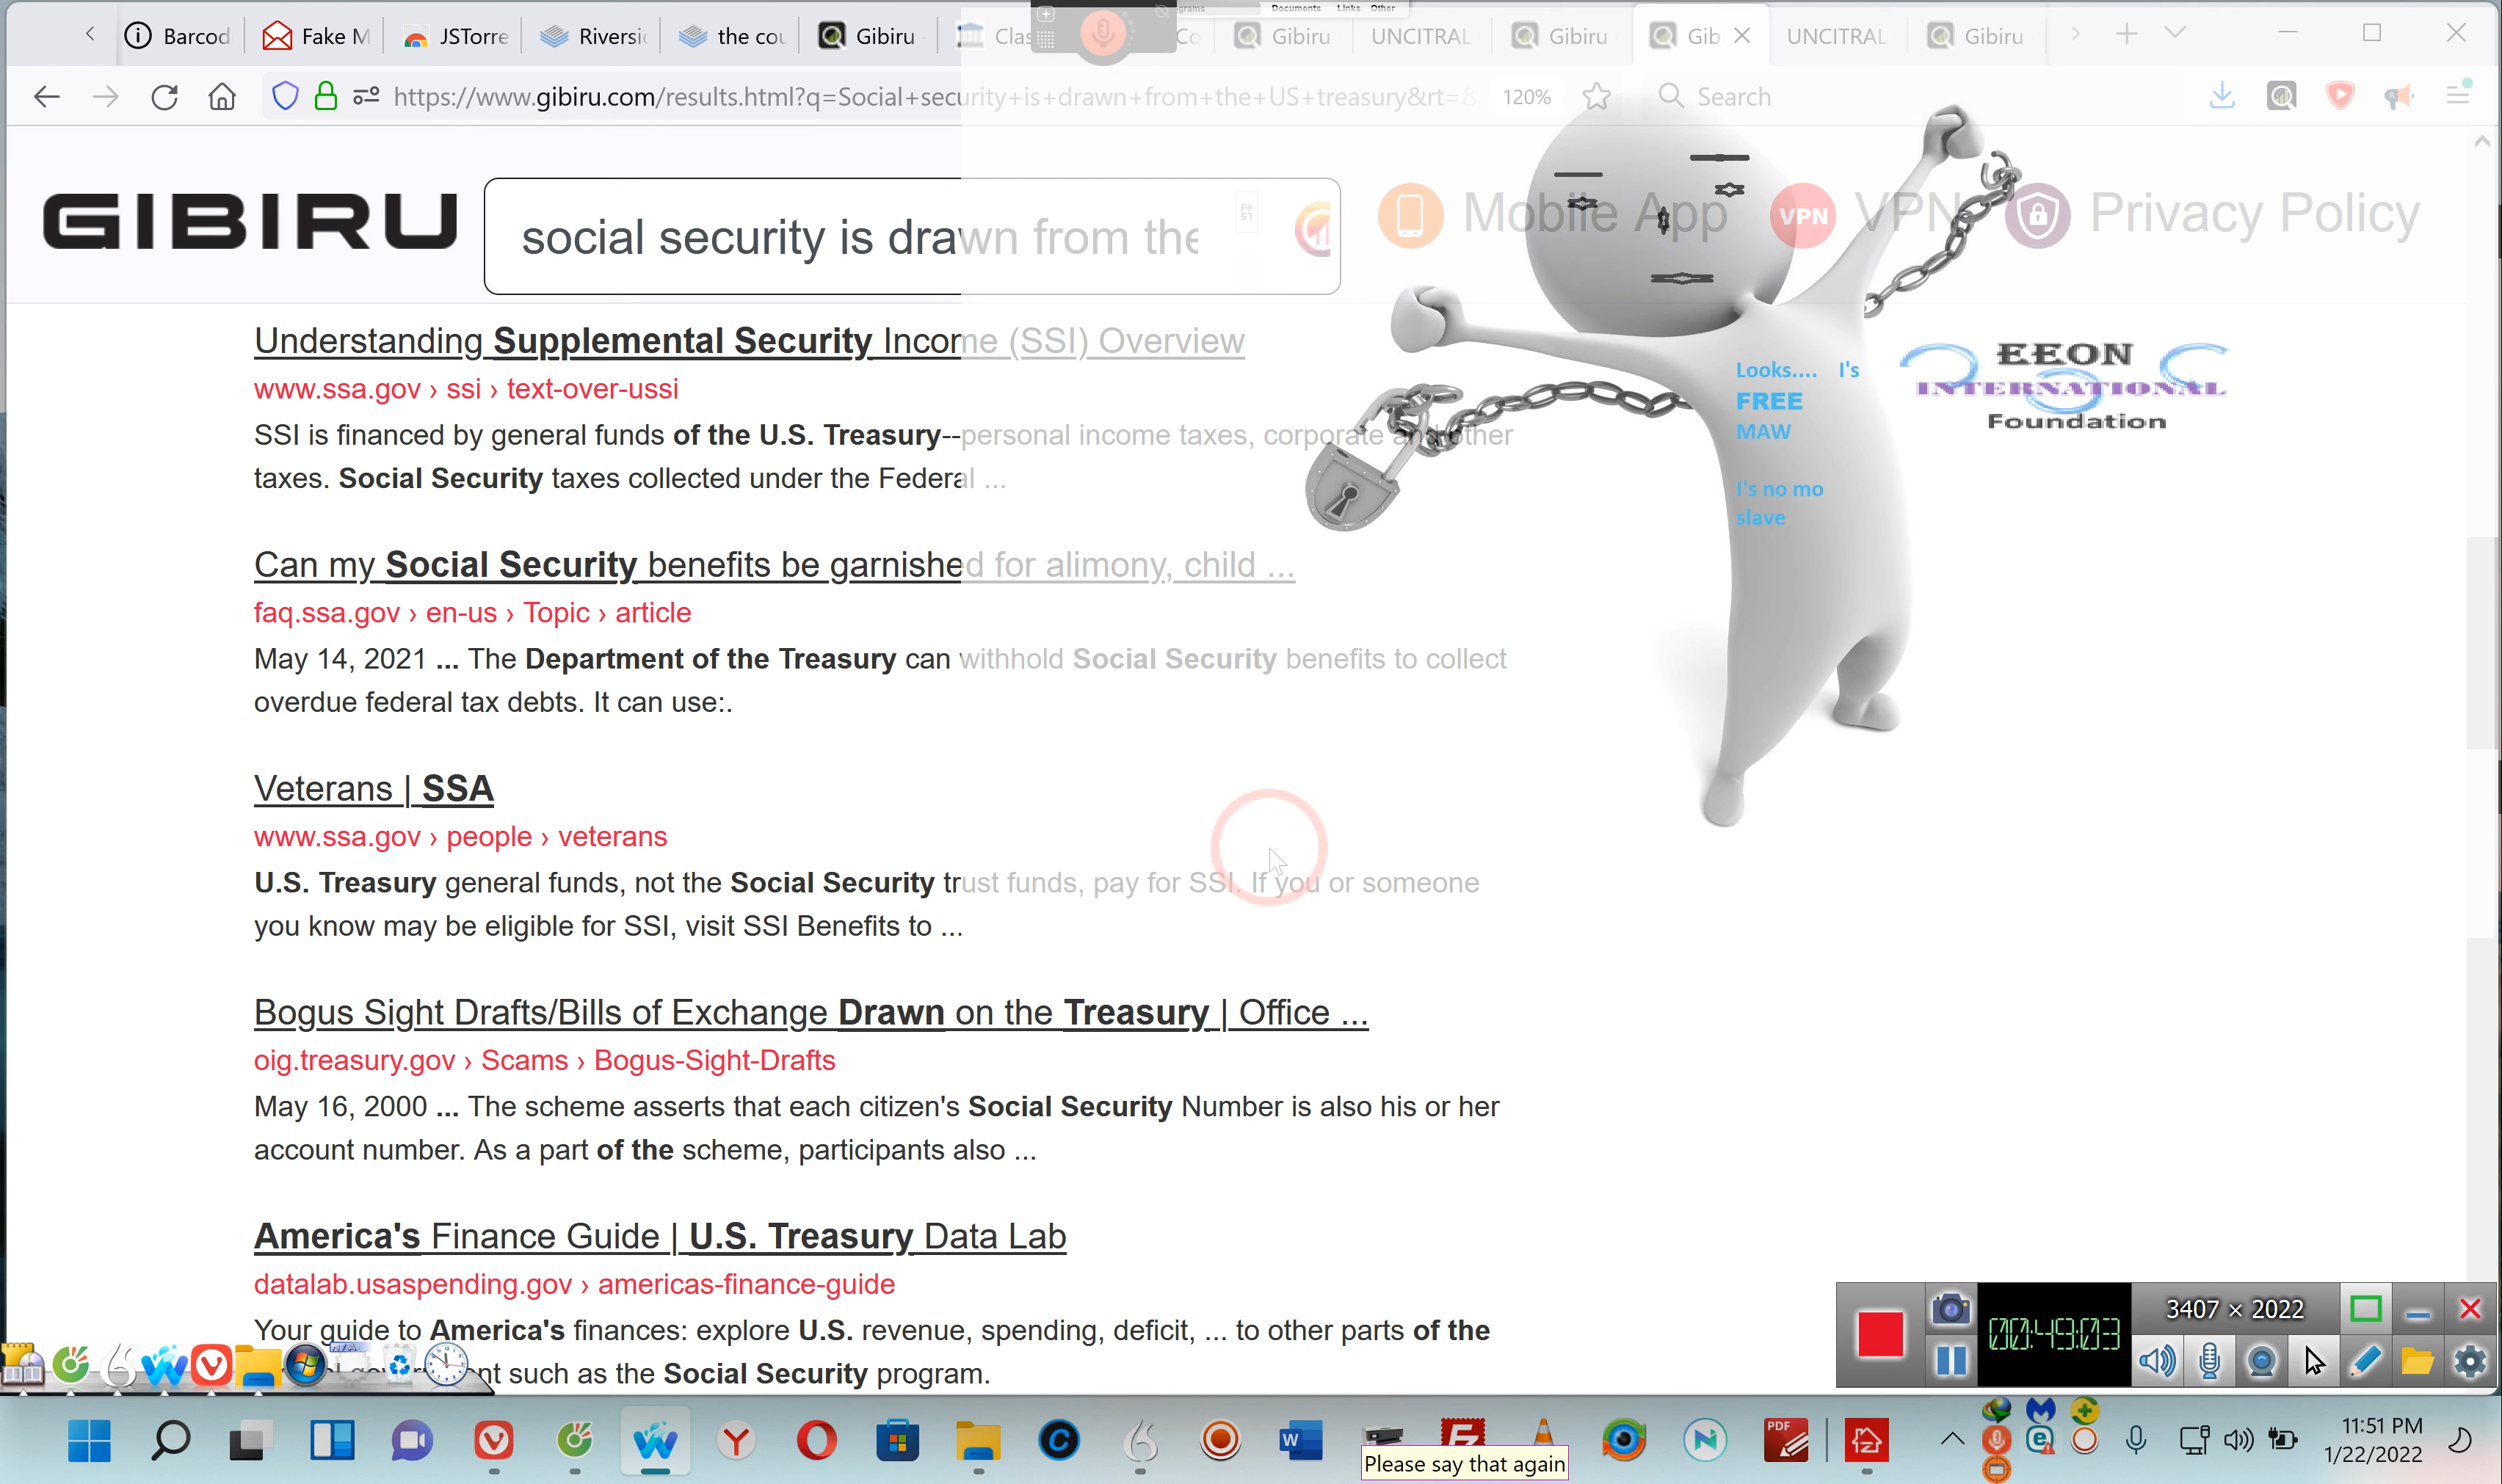 Documents Links Other
Barcod
Fake M
JSTorre
Riversi
the cou
Gibiru
Clas
Co
Gibiru
UNCITRAL
Gibiru
Gib
UNCITRAL
Gibiru
https://www.gibiru.com/results.html?q=Social+security+is+drawn+from+the+US+treasury&rt=&
120%
Search
GIBIRU
social security is drawn from the
Mobile App
VPN
VPN
Privacy Policy
Understanding Supplemental Security Income (SSI) Overview
www.ssa.gov › ssi › text-over-ussi
SSI is financed by general funds of the U.S. Treasury--personal income taxes, corporate and other
taxes. Social Security taxes collected under the Federal ...
Looks.... I's
FREE
MAW
I's no mo
slave
EEON
INTERNATIONAL
Foundation
Can my Social Security benefits be garnished for alimony, child ...
faq.ssa.gov › en-us › Topic › article
May 14, 2021 ... The Department of the Treasury can withhold Social Security benefits to collect
overdue federal tax debts. It can use:.
Veterans | SSA
www.ssa.gov › people › veterans
U.S. Treasury general funds, not the Social Security trust funds, pay for SSI. If you or someone
you know may be eligible for SSI, visit SSI Benefits to ...
Bogus Sight Drafts/Bills of Exchange Drawn on the Treasury | Office ...
oig.treasury.gov › Scams › Bogus-Sight-Drafts
May 16, 2000 ... The scheme asserts that each citizen's Social Security Number is also his or her
account number. As a part of the scheme, participants also ...
America's Finance Guide | U.S. Treasury Data Lab
datalab.usaspending.gov › americas-finance-guide
Your guide to America's finances: explore U.S. revenue, spending, deficit, ... to other parts of the
nt such as the Social Security program.
3407 × 2022
00:49:03
PDF
Please say that again
11:51 PM
1/22/2022